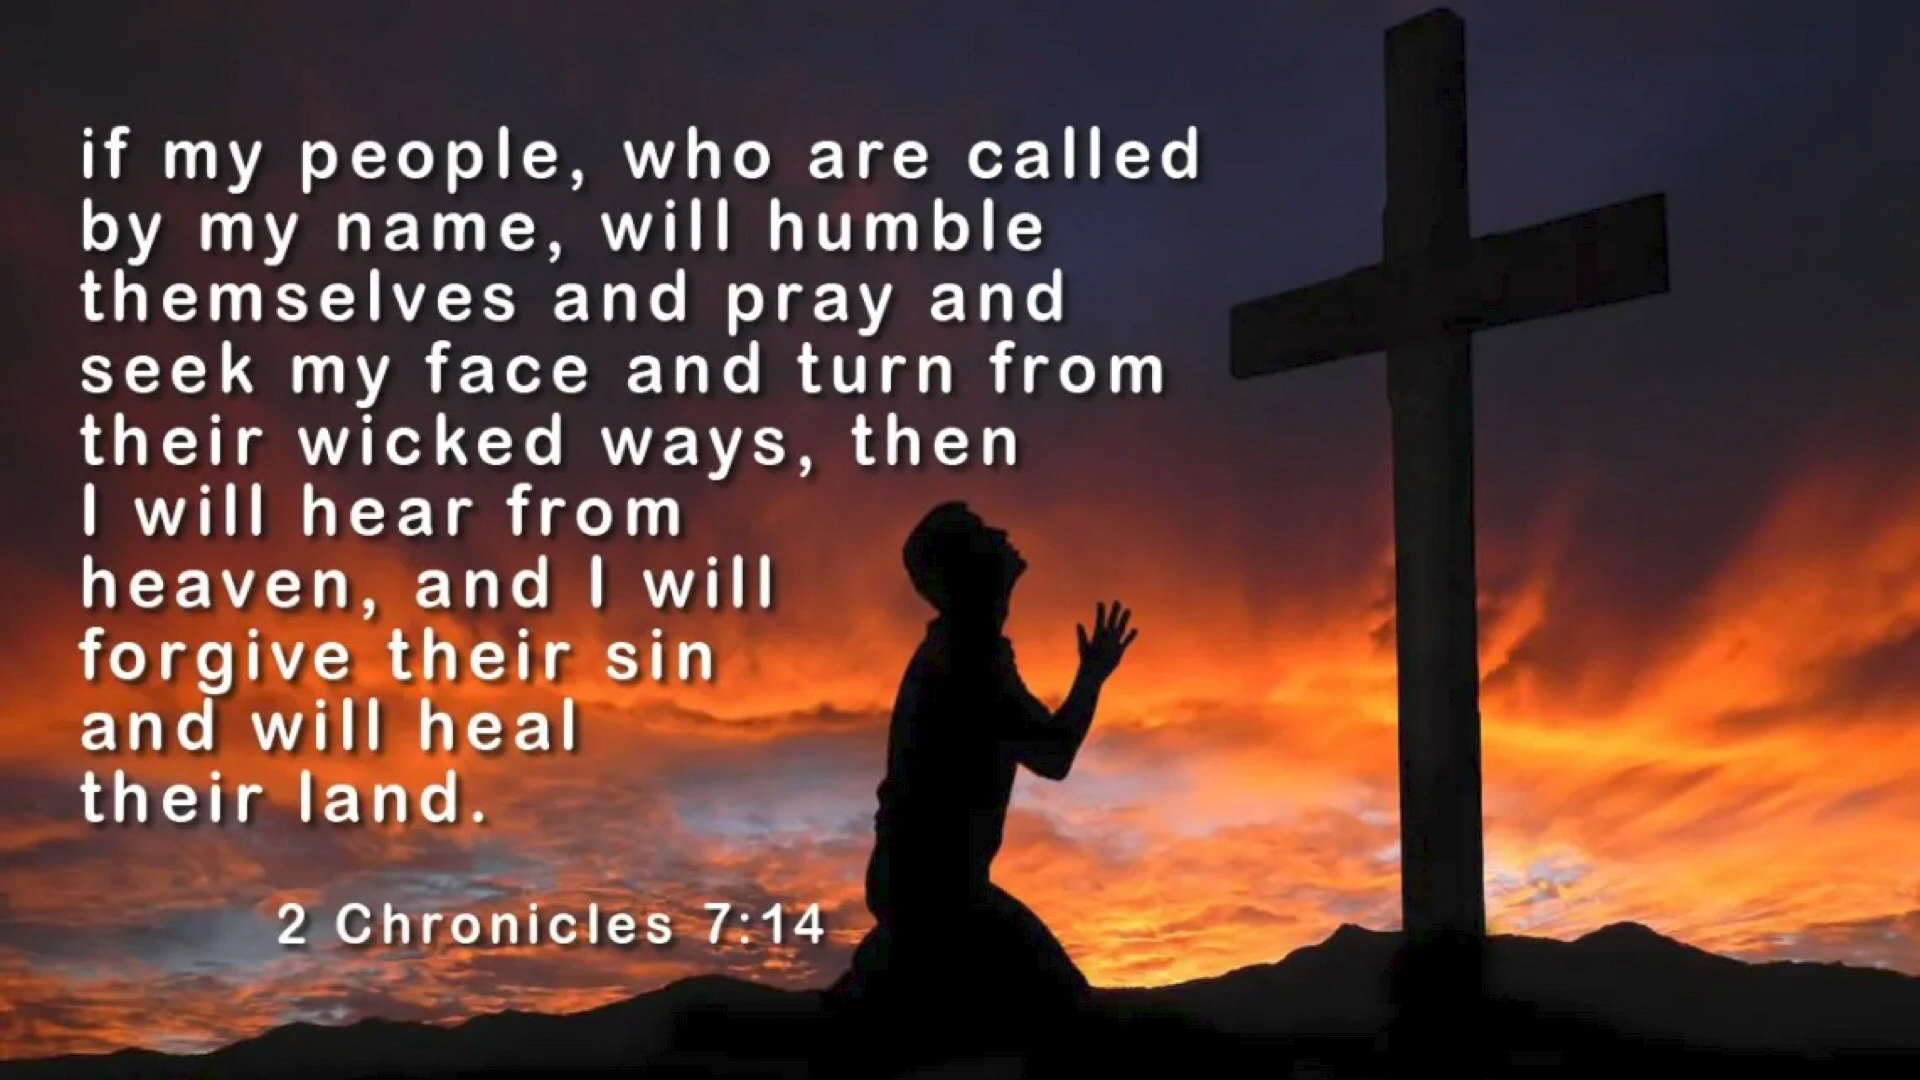 if my people, who are called
by my name, will humble
themselves and pray and
seek my face and turn from
their wicked ways, then
I will hear from
heaven, and I will
forgive their sin
and will heal
their land.
2 Chronicles 7:14